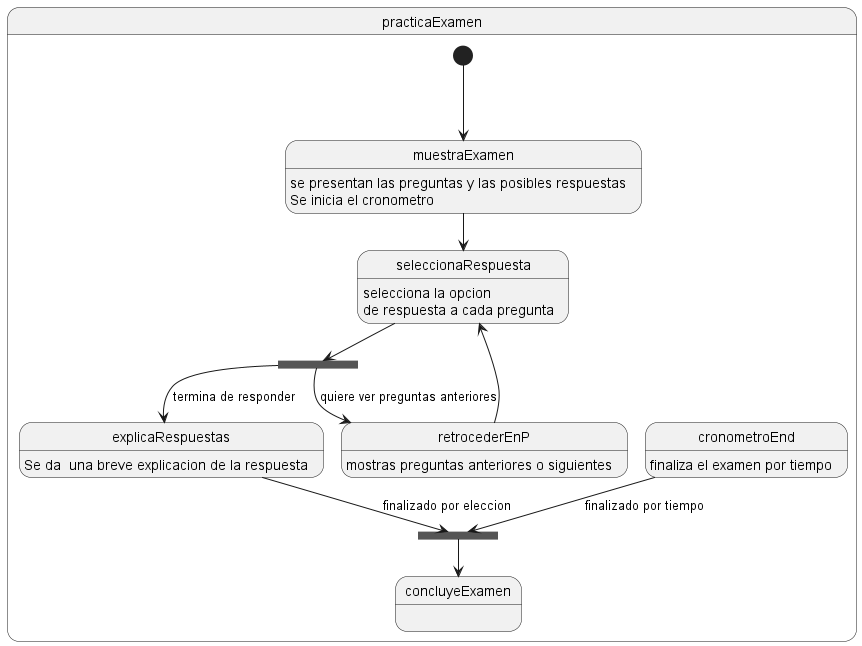 practicaExamen
muestraExamen
se presentan las preguntas y las posibles respuestas
Se inicia el cronometro
seleccionaRespuesta
selecciona la opcion
de respuesta a cada pregunta
termina de responder
quiere ver preguntas anteriores
explicaRespuestas
Se da  una breve explicacion de la respuesta
retrocederEnP
mostras preguntas anteriores o siguientes
cronometroEnd
finaliza el examen por tiempo
finalizado por eleccion
finalizado por tiempo
concluyeExamen